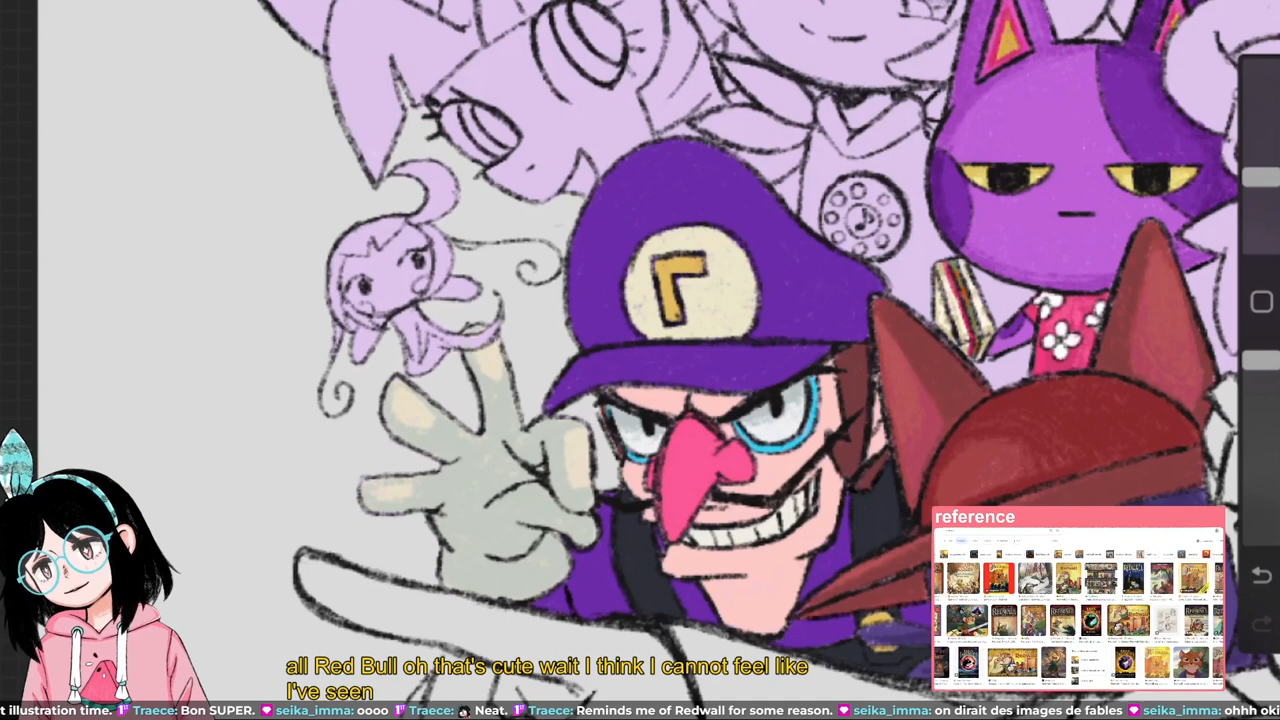 reference
all Red Bull oh that's cute wait I think I cannot feel like
I've seen
t illustration time. Traece: Bon SUPER. seika_imma: oooo Traece: Neat. Traece: Reminds me of Redwall for some reason. seika_imma: on dirait des images de fables seika_imma: ohhh oki